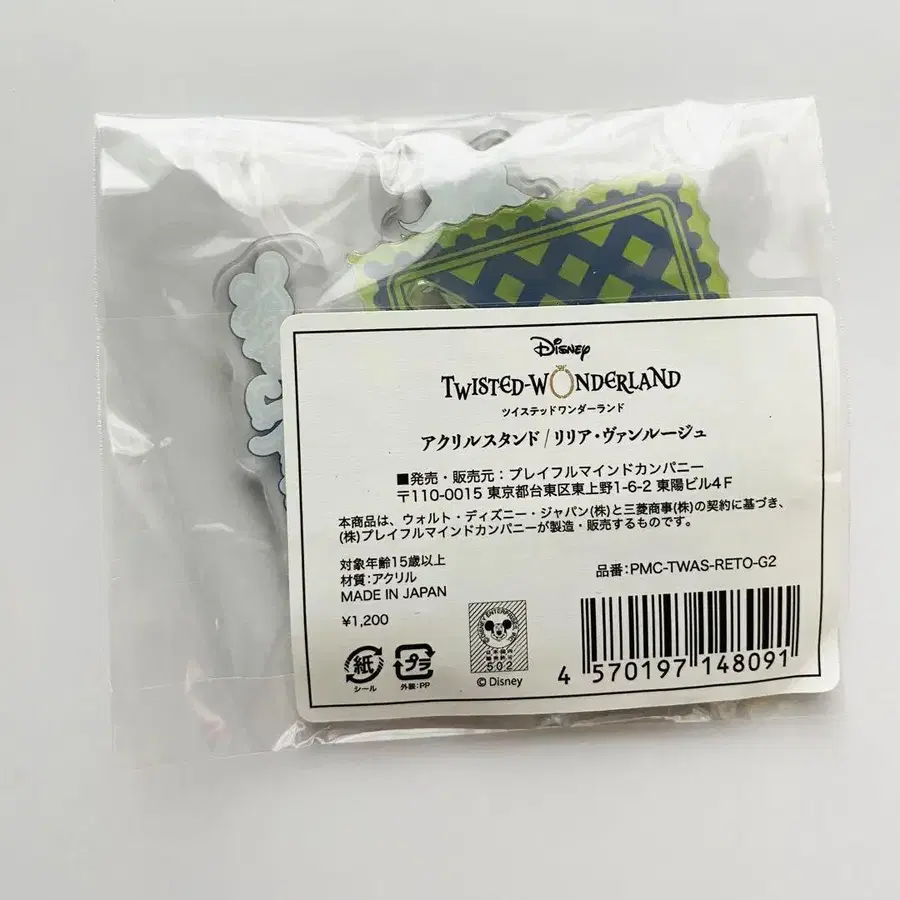 Disney
TWISTED-WONDERLAND
ツイステッドワンダーランド
アクリルスタンド / リリア・ヴァンルージュ
■発売・販売元：プレイフルマインドカンパニー
〒110-0015 東京都台東区東上野1-6-2 東陽ビル4F
本商品は、ウォルト・ディズニー・ジャパン(株)と三菱商事(株)の契約に基づき、
(株)プレイフルマインドカンパニーが製造・販売するものです。
対象年齢15歳以上
材質：アクリル
MADE IN JAPAN
¥1,200
品番：PMC-TWAS-RETO-G2
紙
シール
プラ
外装：PP
502
© Disney
4 570197 148091